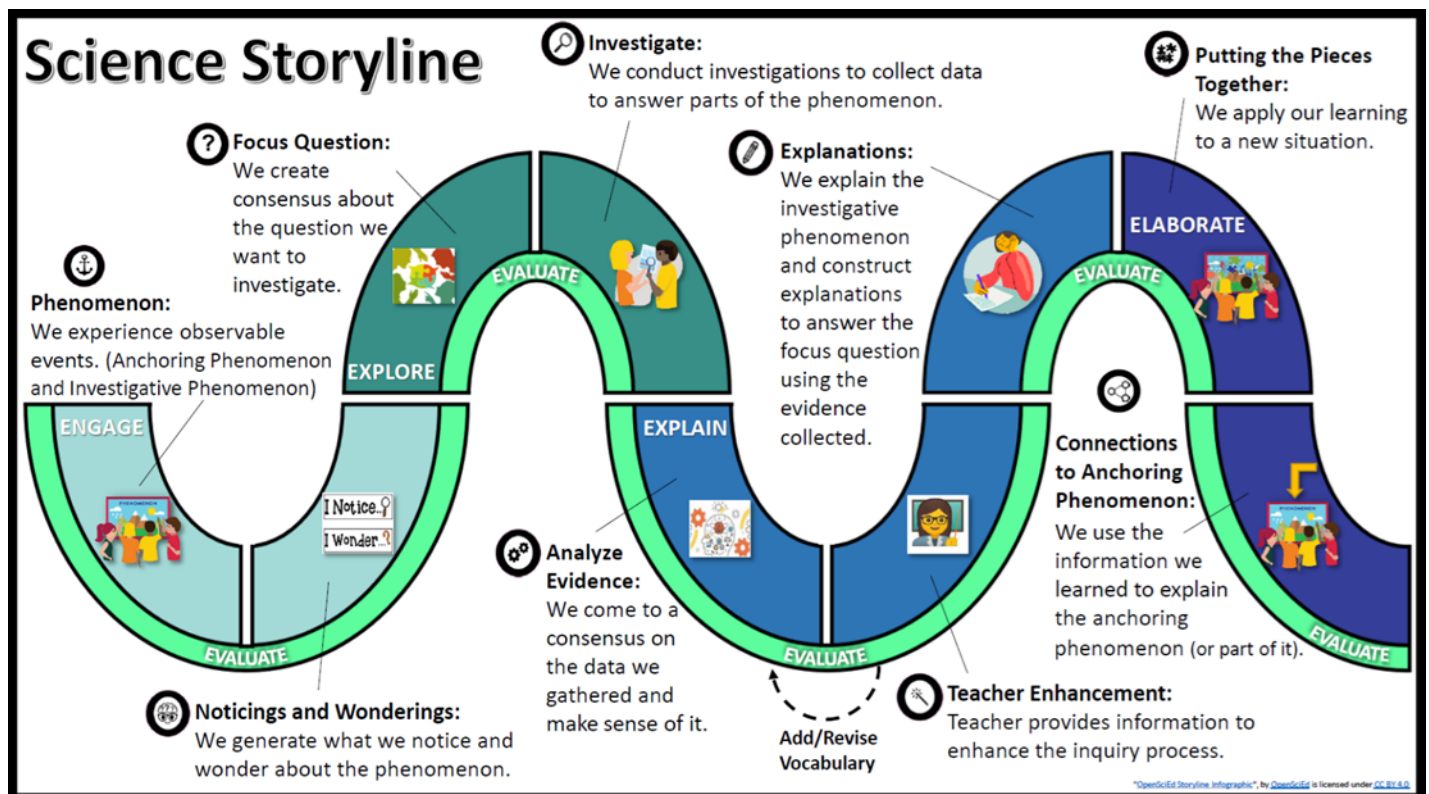 Science Storyline
Investigate:
We conduct investigations to collect data
to answer parts of the phenomenon.
Putting the Pieces
Together:
We apply our learning
to a new situation.
?
Focus Question:
We create
consensus about
the question we
want to
investigate.
Explanations:
We explain the
investigative
phenomenon
and construct
explanations
to answer the
focus question
using the
evidence
collected.
Phenomenon:
We experience observable
events. (Anchoring Phenomenon
and Investigative Phenomenon)
ENGAGE
PHENOMENON
I Notice..
I Wonder..?
EVALUATE
Noticings and Wonderings:
We generate what we notice and
wonder about the phenomenon.
EXPLORE
EVALUATE
EXPLAIN
Analyze
Evidence:
We come to a
consensus on
the data we
gathered and
make sense of it.
EVALUATE
Add/Revise
Vocabulary
Teacher Enhancement:
Teacher provides information to
enhance the inquiry process.
EVALUATE
ELABORATE
Connections
to Anchoring
Phenomenon:
We use the
information we
learned to explain
the anchoring
phenomenon (or part of it).
PHENOMENON
EVALUATE
"OpenSciEd Storyline Infographic", by OpenSciEd is licensed under CC BY 4.0.